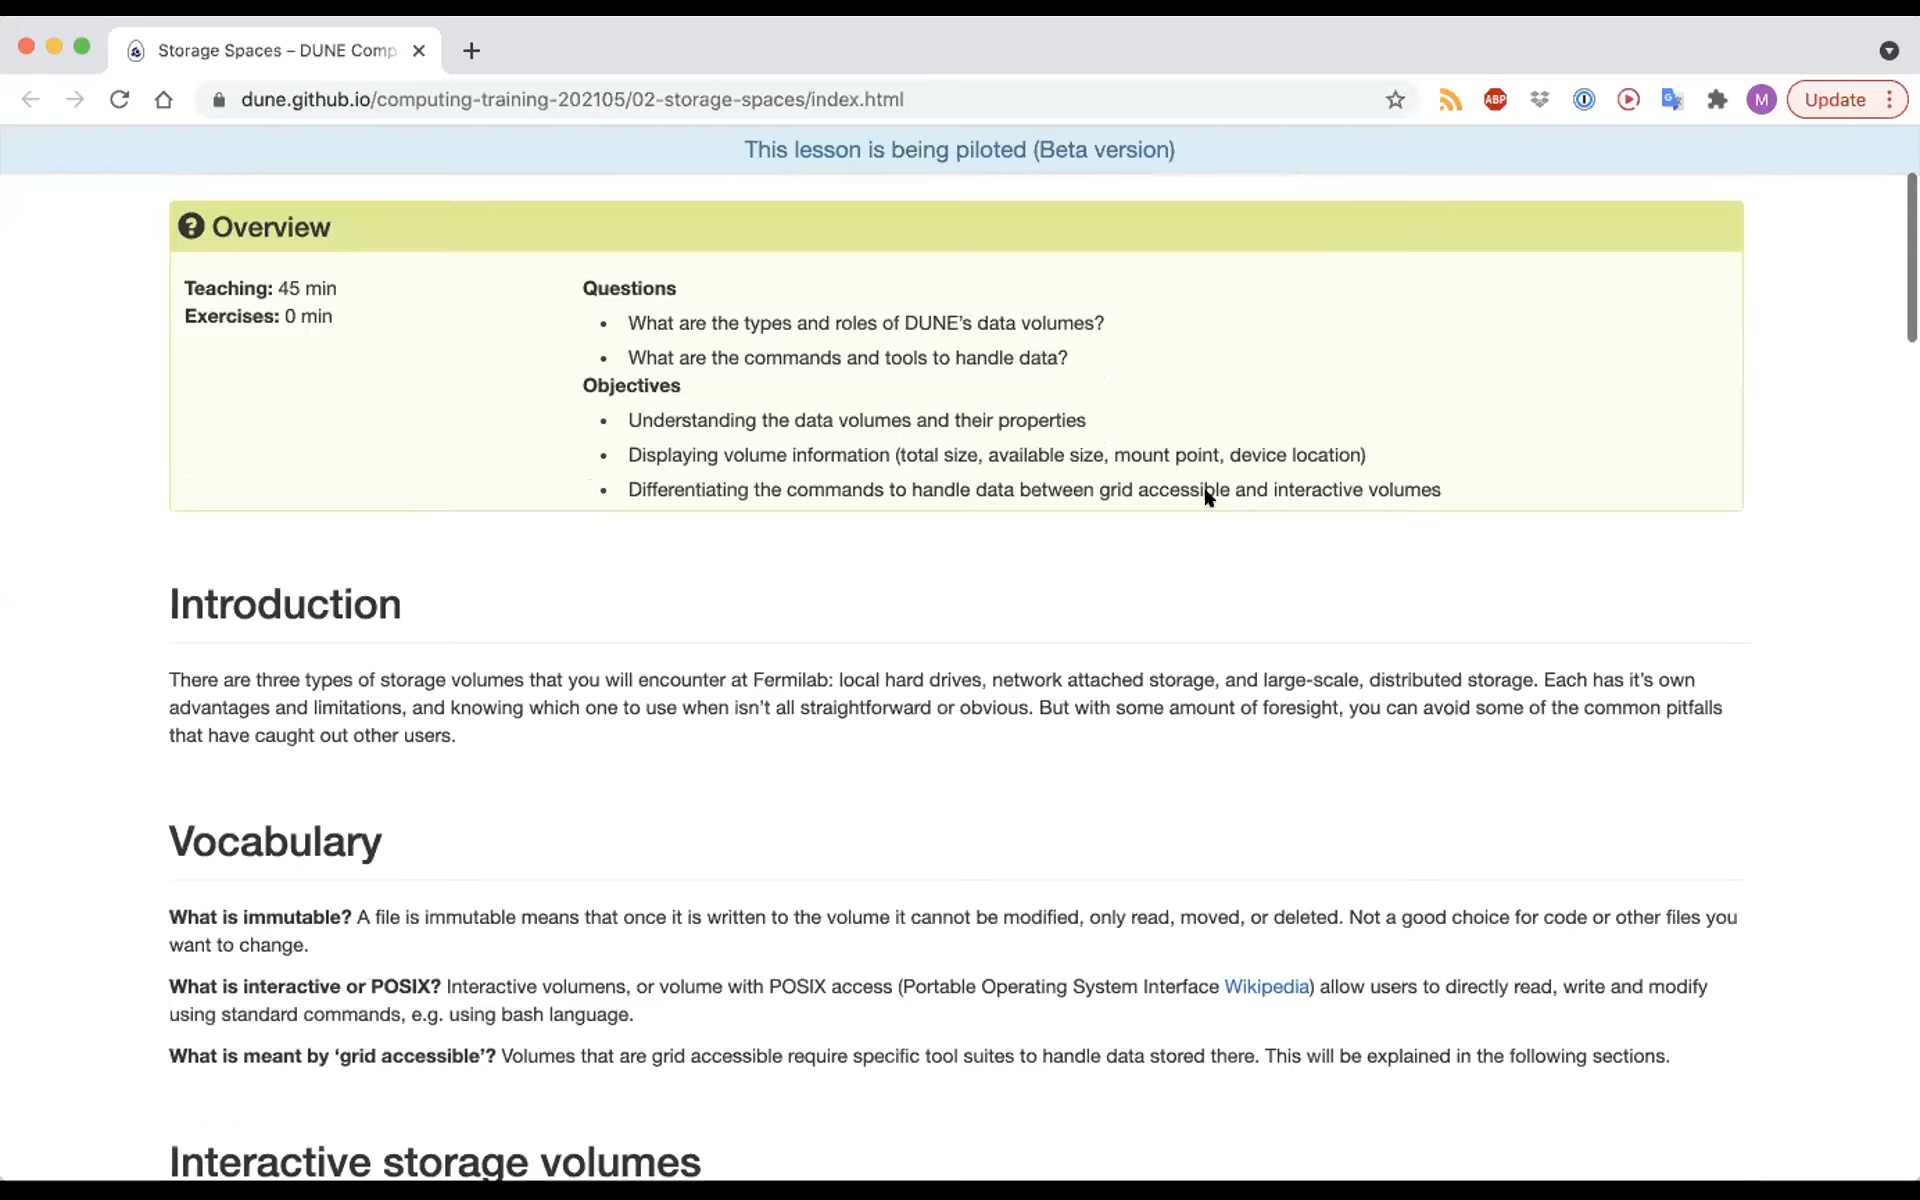 Storage Spaces – DUNE Comp
dune.github.io/computing-training-202105/02-storage-spaces/index.html
ABP
M
Update
This lesson is being piloted (Beta version)
Overview
Teaching: 45 min
Exercises: 0 min
Questions
• What are the types and roles of DUNE’s data volumes?
• What are the commands and tools to handle data?
Objectives
• Understanding the data volumes and their properties
• Displaying volume information (total size, available size, mount point, device location)
• Differentiating the commands to handle data between grid accessible and interactive volumes
Introduction
There are three types of storage volumes that you will encounter at Fermilab: local hard drives, network attached storage, and large-scale, distributed storage. Each has it’s own
advantages and limitations, and knowing which one to use when isn’t all straightforward or obvious. But with some amount of foresight, you can avoid some of the common pitfalls
that have caught out other users.
Vocabulary
What is immutable? A file is immutable means that once it is written to the volume it cannot be modified, only read, moved, or deleted. Not a good choice for code or other files you
want to change.
What is interactive or POSIX? Interactive volumens, or volume with POSIX access (Portable Operating System Interface Wikipedia) allow users to directly read, write and modify
using standard commands, e.g. using bash language.
What is meant by ‘grid accessible’? Volumes that are grid accessible require specific tool suites to handle data stored there. This will be explained in the following sections.
Interactive storage volumes